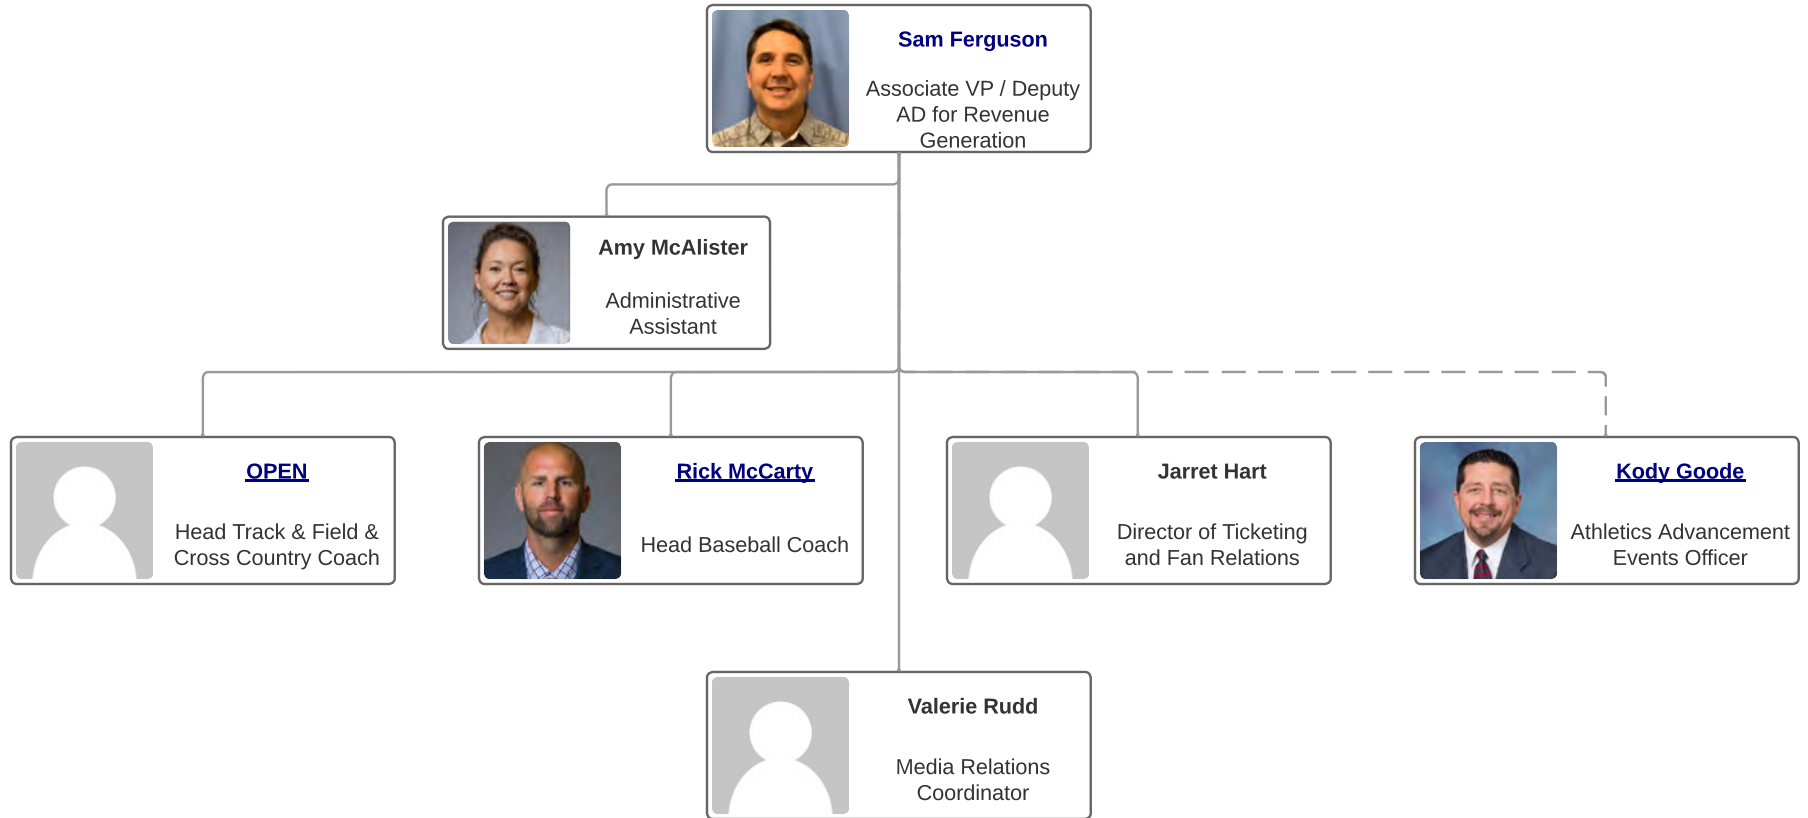 Sam Ferguson
Associate VP / Deputy
AD for Revenue
Generation
Amy McAlister
Administrative
Assistant
OPEN
Head Track & Field &
Cross Country Coach
Rick McCarty
Head Baseball Coach
Jarret Hart
Director of Ticketing
and Fan Relations
Kody Goode
Athletics Advancement
Events Officer
Valerie Rudd
Media Relations
Coordinator